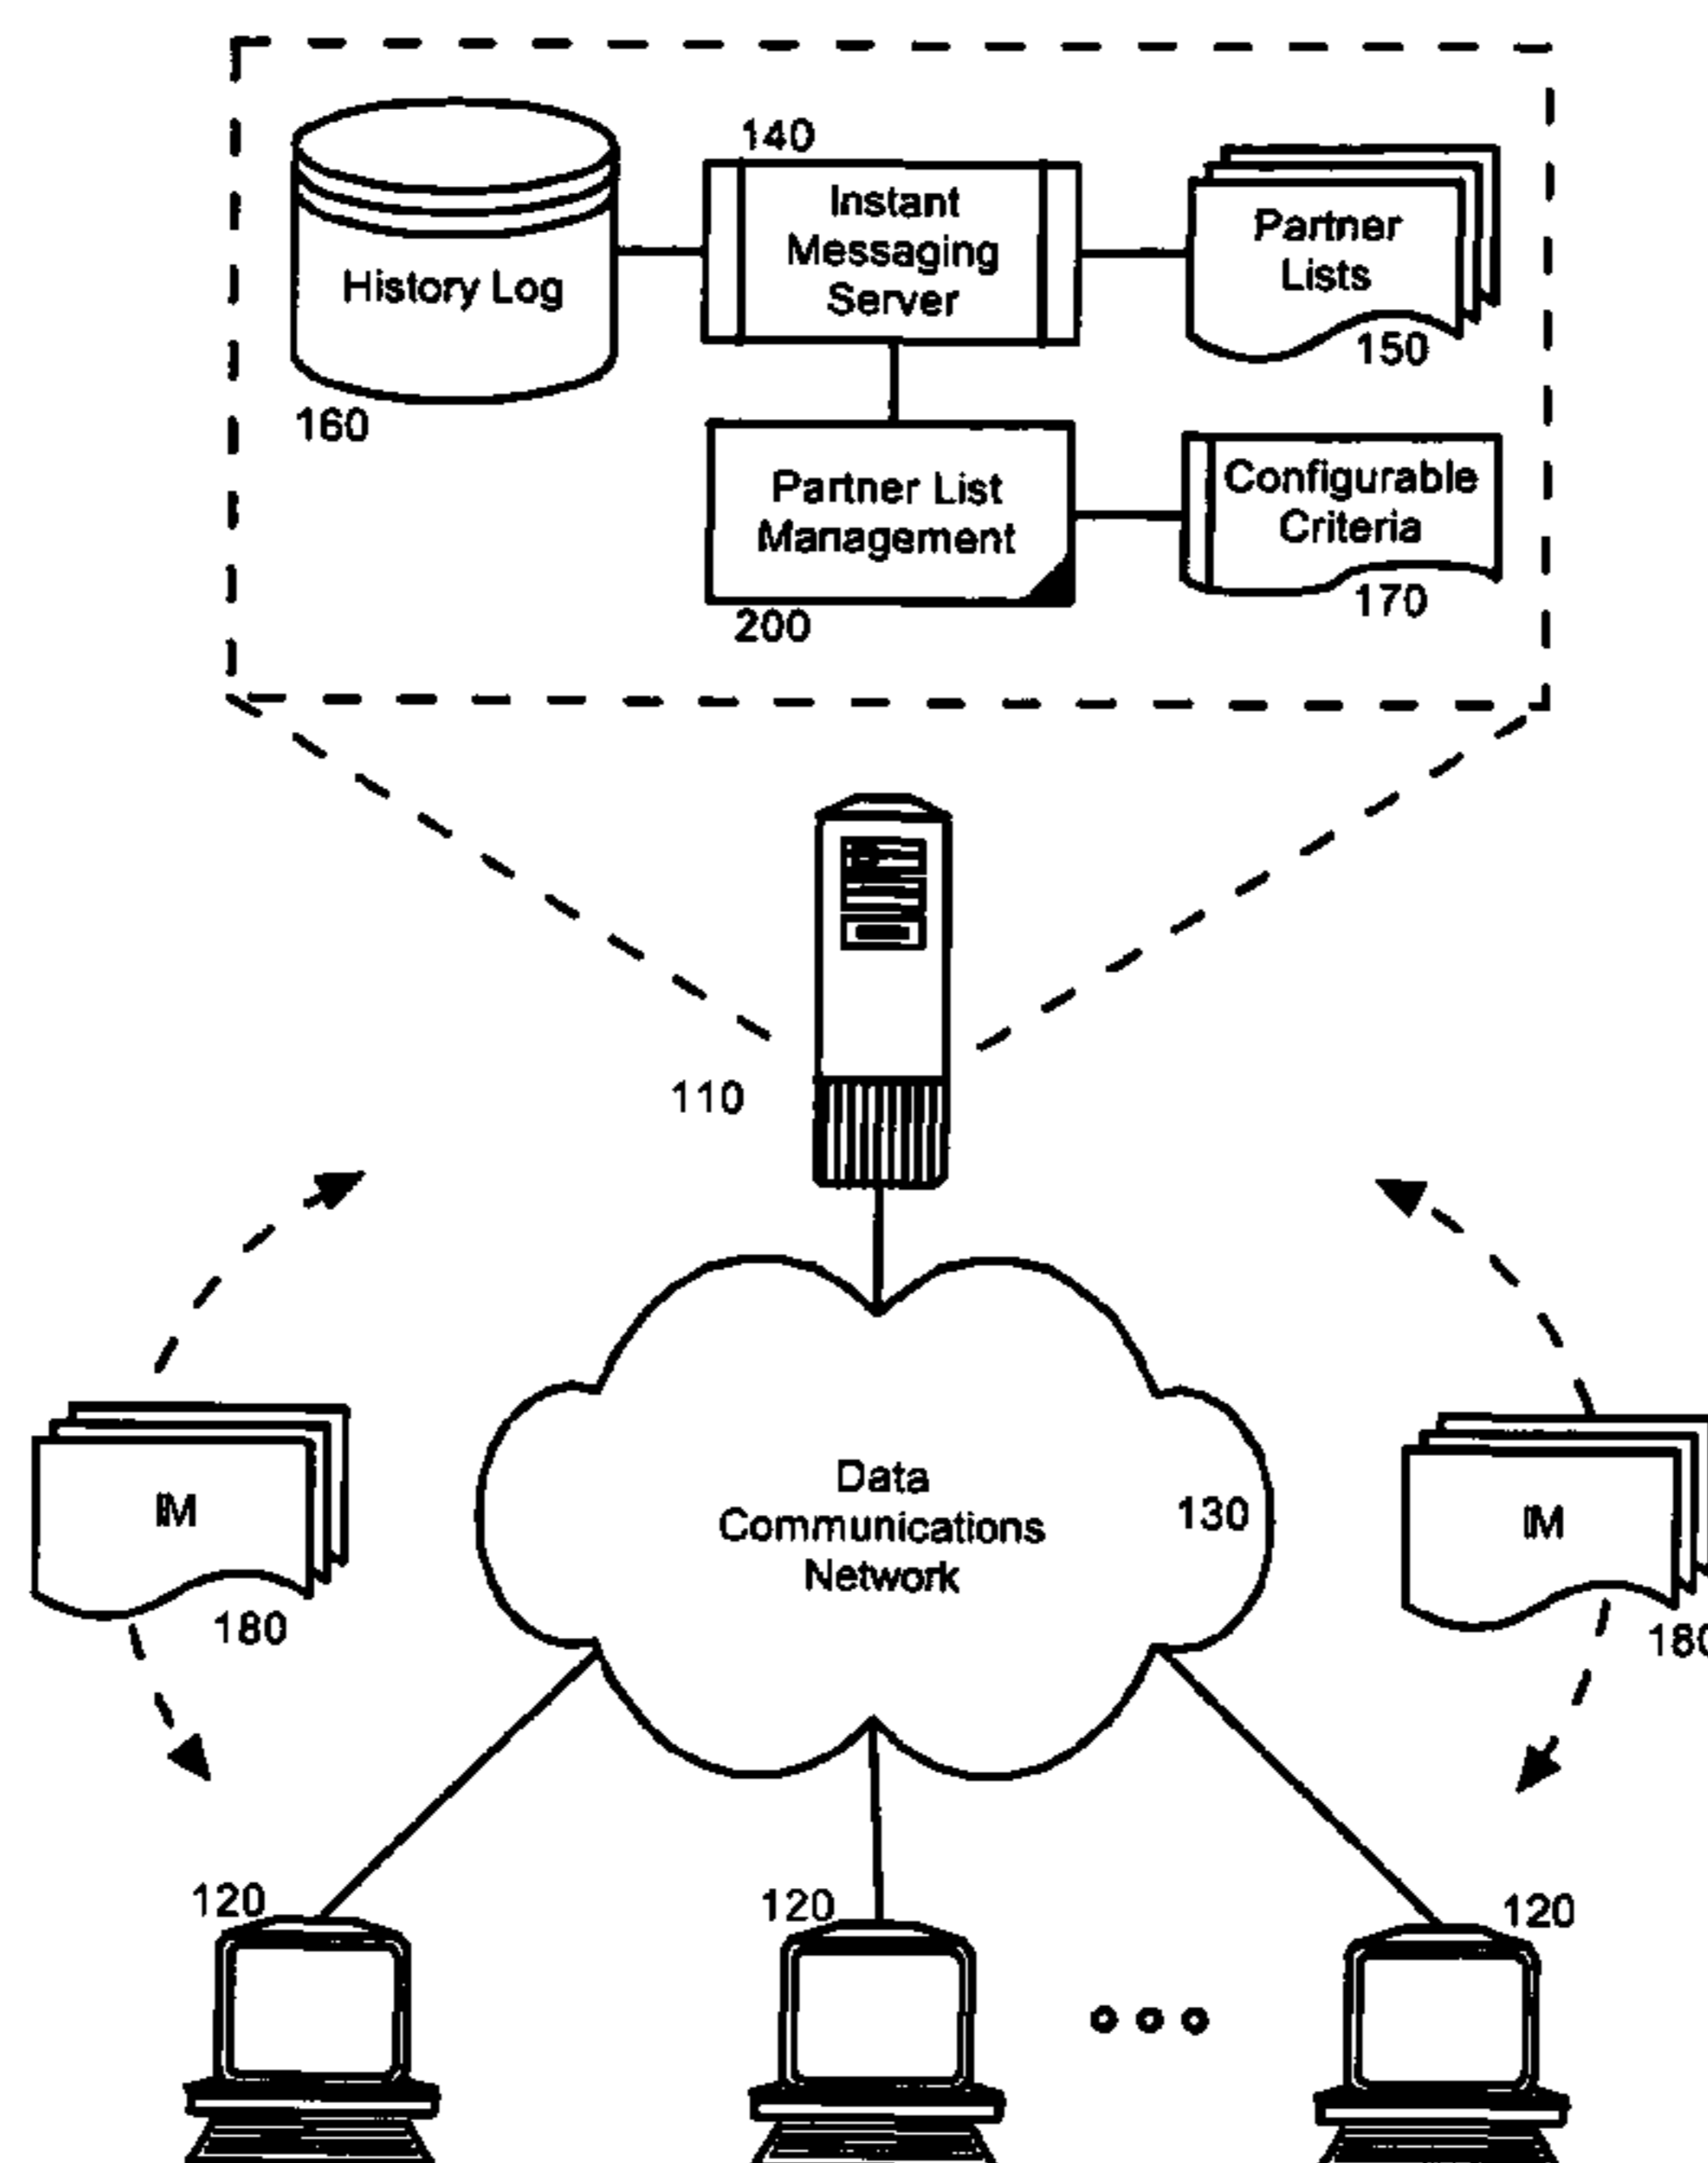 140
Instant
Messaging
Server
Partner
Lists
150
History Log
160
Partner List
Management
200
Configurable
Criteria
170
110
IM
180
Data
Communications
Network
130
IM
180
120
120
120